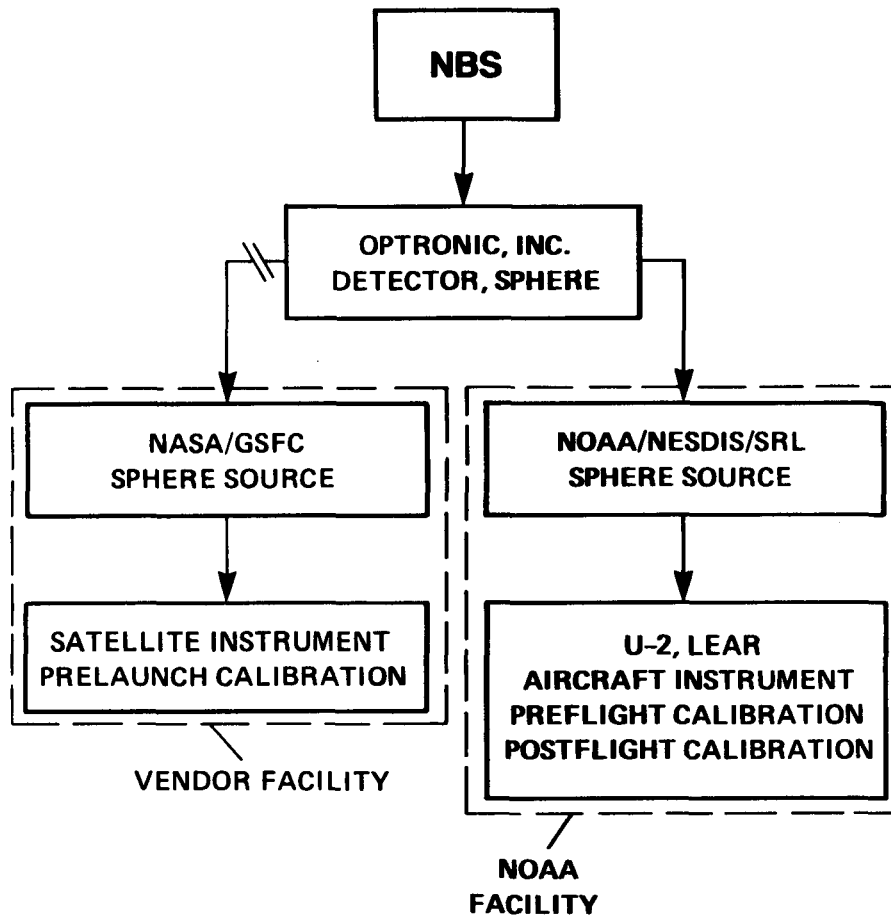 NBS
OPTRONIC, INC.
DETECTOR, SPHERE
NASA/GSFC
SPHERE SOURCE
SATELLITE INSTRUMENT
PRELAUNCH CALIBRATION
VENDOR FACILITY
NOAA/NESDIS/SRL
SPHERE SOURCE
U-2, LEAR
AIRCRAFT INSTRUMENT
PREFLIGHT CALIBRATION
POSTFLIGHT CALIBRATION
NOAA
FACILITY